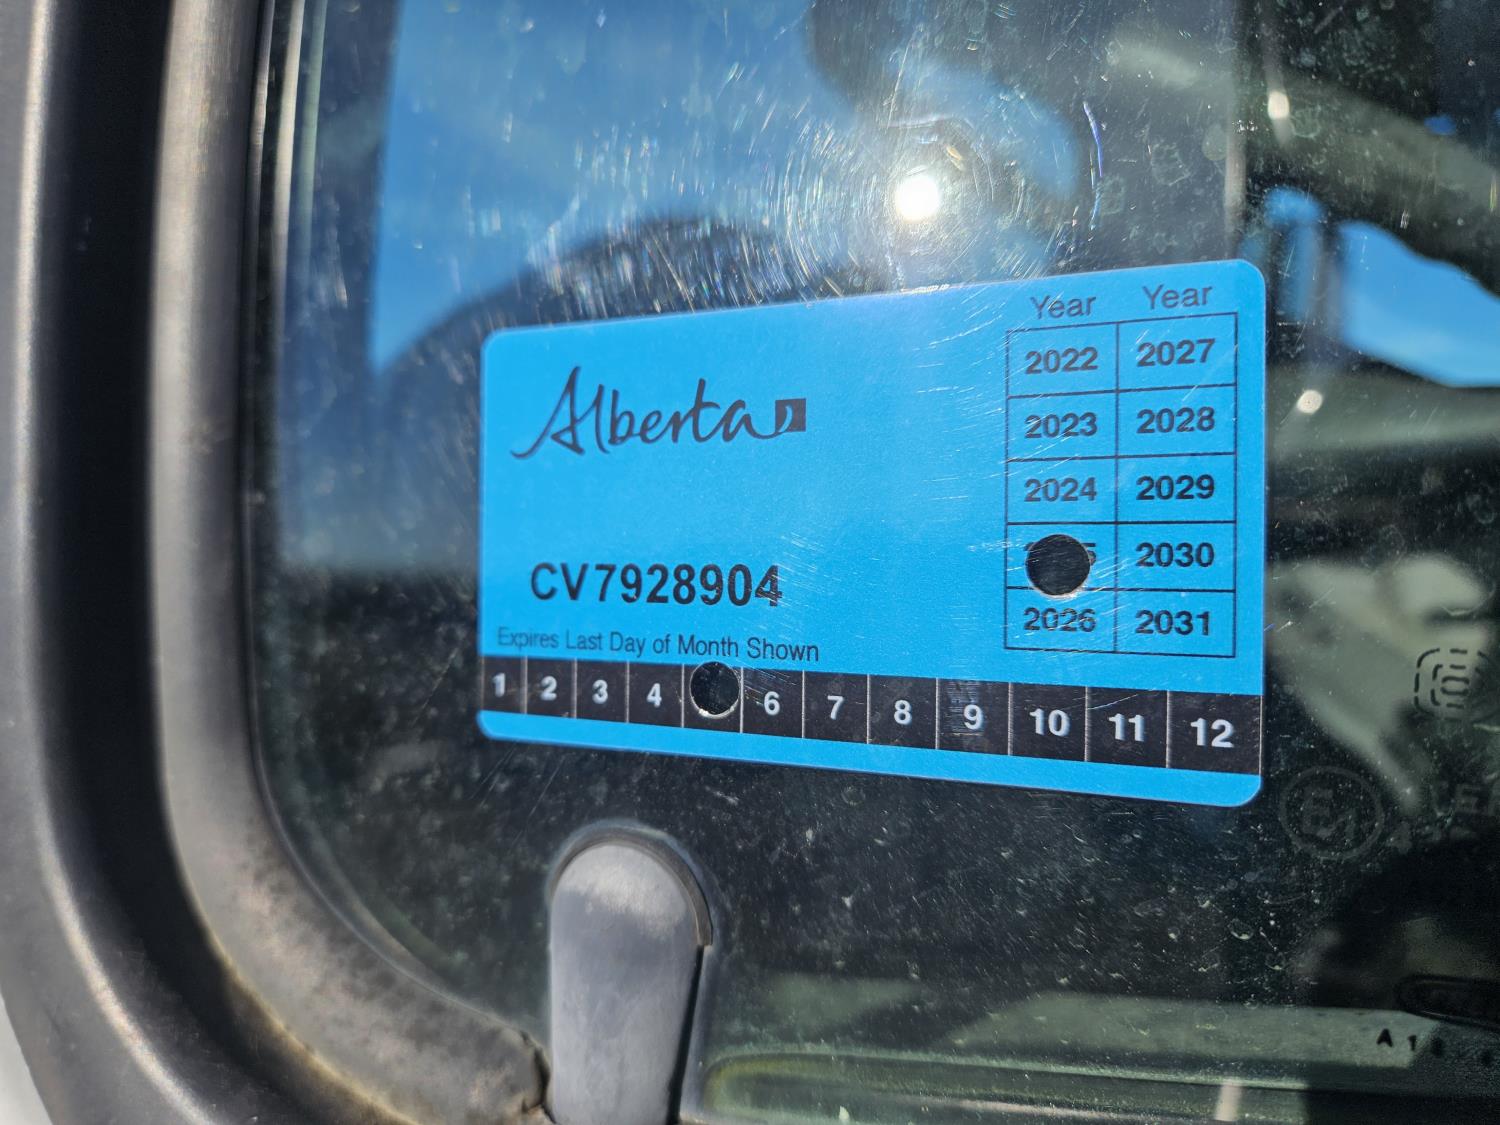 Year Year
Alberta
2022 2027
2023 2028
2024 2029
2030
2026 2031
CV7928904
Expires Last Day of Month Shown
1 2 3 4 6 7 8 9 10 11 12